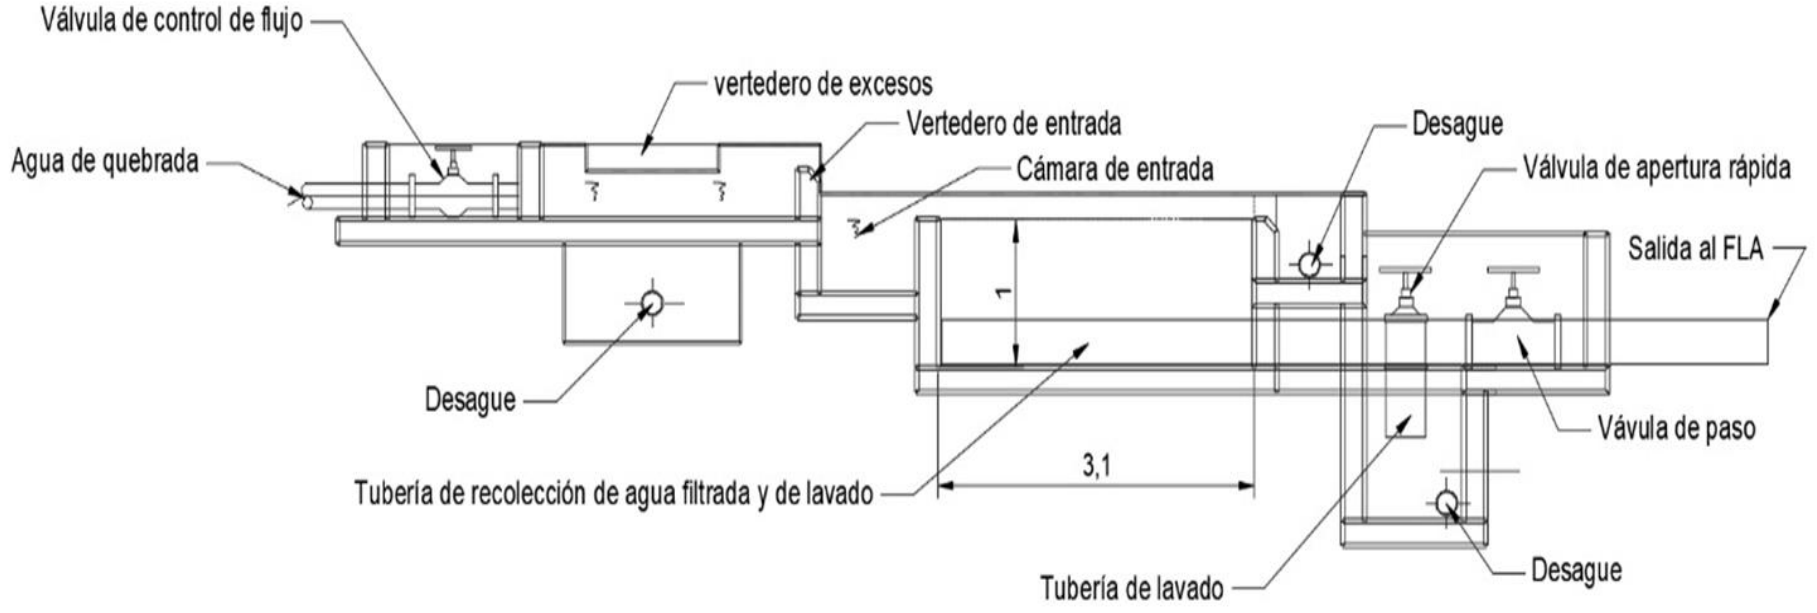 Válvula de control de flujo
vertedero de excesos
Vertedero de entrada
Desague
Agua de quebrada
Cámara de entrada
Válvula de apertura rápida
Salida al FLA
1
Desague
Vávula de paso
3,1
Tubería de recolección de agua filtrada y de lavado
Desague
Tubería de lavado